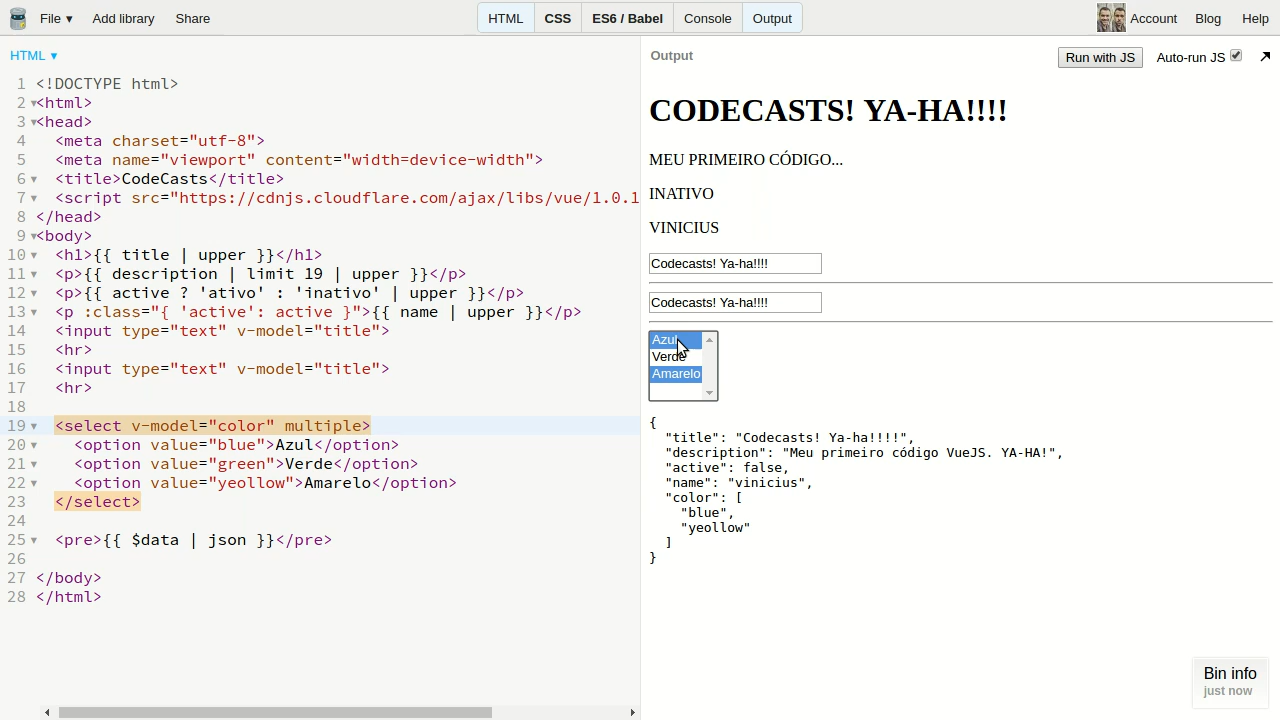 File ▾ Add library Share HTML CSS ES6 / Babel Console Output Account Blog Help
HTML ▾
Output Run with JS Auto-run JS
1 <!DOCTYPE html>
2 <html>
3 <head>
4 <meta charset="utf-8">
5 <meta name="viewport" content="width=device-width">
6 <title>CodeCasts</title>
7 <script src="https://cdnjs.cloudflare.com/ajax/libs/vue/1.0.1
8 </head>
9 <body>
10 <h1>{{ title | upper }}</h1>
11 <p>{{ description | limit 19 | upper }}</p>
12 <p>{{ active ? 'ativo' : 'inativo' | upper }}</p>
13 <p :class="{ 'active': active }">{{ name | upper }}</p>
14 <input type="text" v-model="title">
15 <hr>
16 <input type="text" v-model="title">
17 <hr>
18
19 <select v-model="color" multiple>
20 <option value="blue">Azul</option>
21 <option value="green">Verde</option>
22 <option value="yeollow">Amarelo</option>
23 </select>
24
25 <pre>{{ $data | json }}</pre>
26
27 </body>
28 </html>
CODECASTS! YA-HA!!!!
MEU PRIMEIRO CÓDIGO...
INATIVO
VINICIUS
Codecasts! Ya-ha!!!!
Codecasts! Ya-ha!!!!
Azul
Verde
Amarelo
{
"title": "Codecasts! Ya-ha!!!!",
"description": "Meu primeiro código VueJS. YA-HA!",
"active": false,
"name": "vinicius",
"color": [
"blue",
"yeollow"
]
}
Bin info
just now